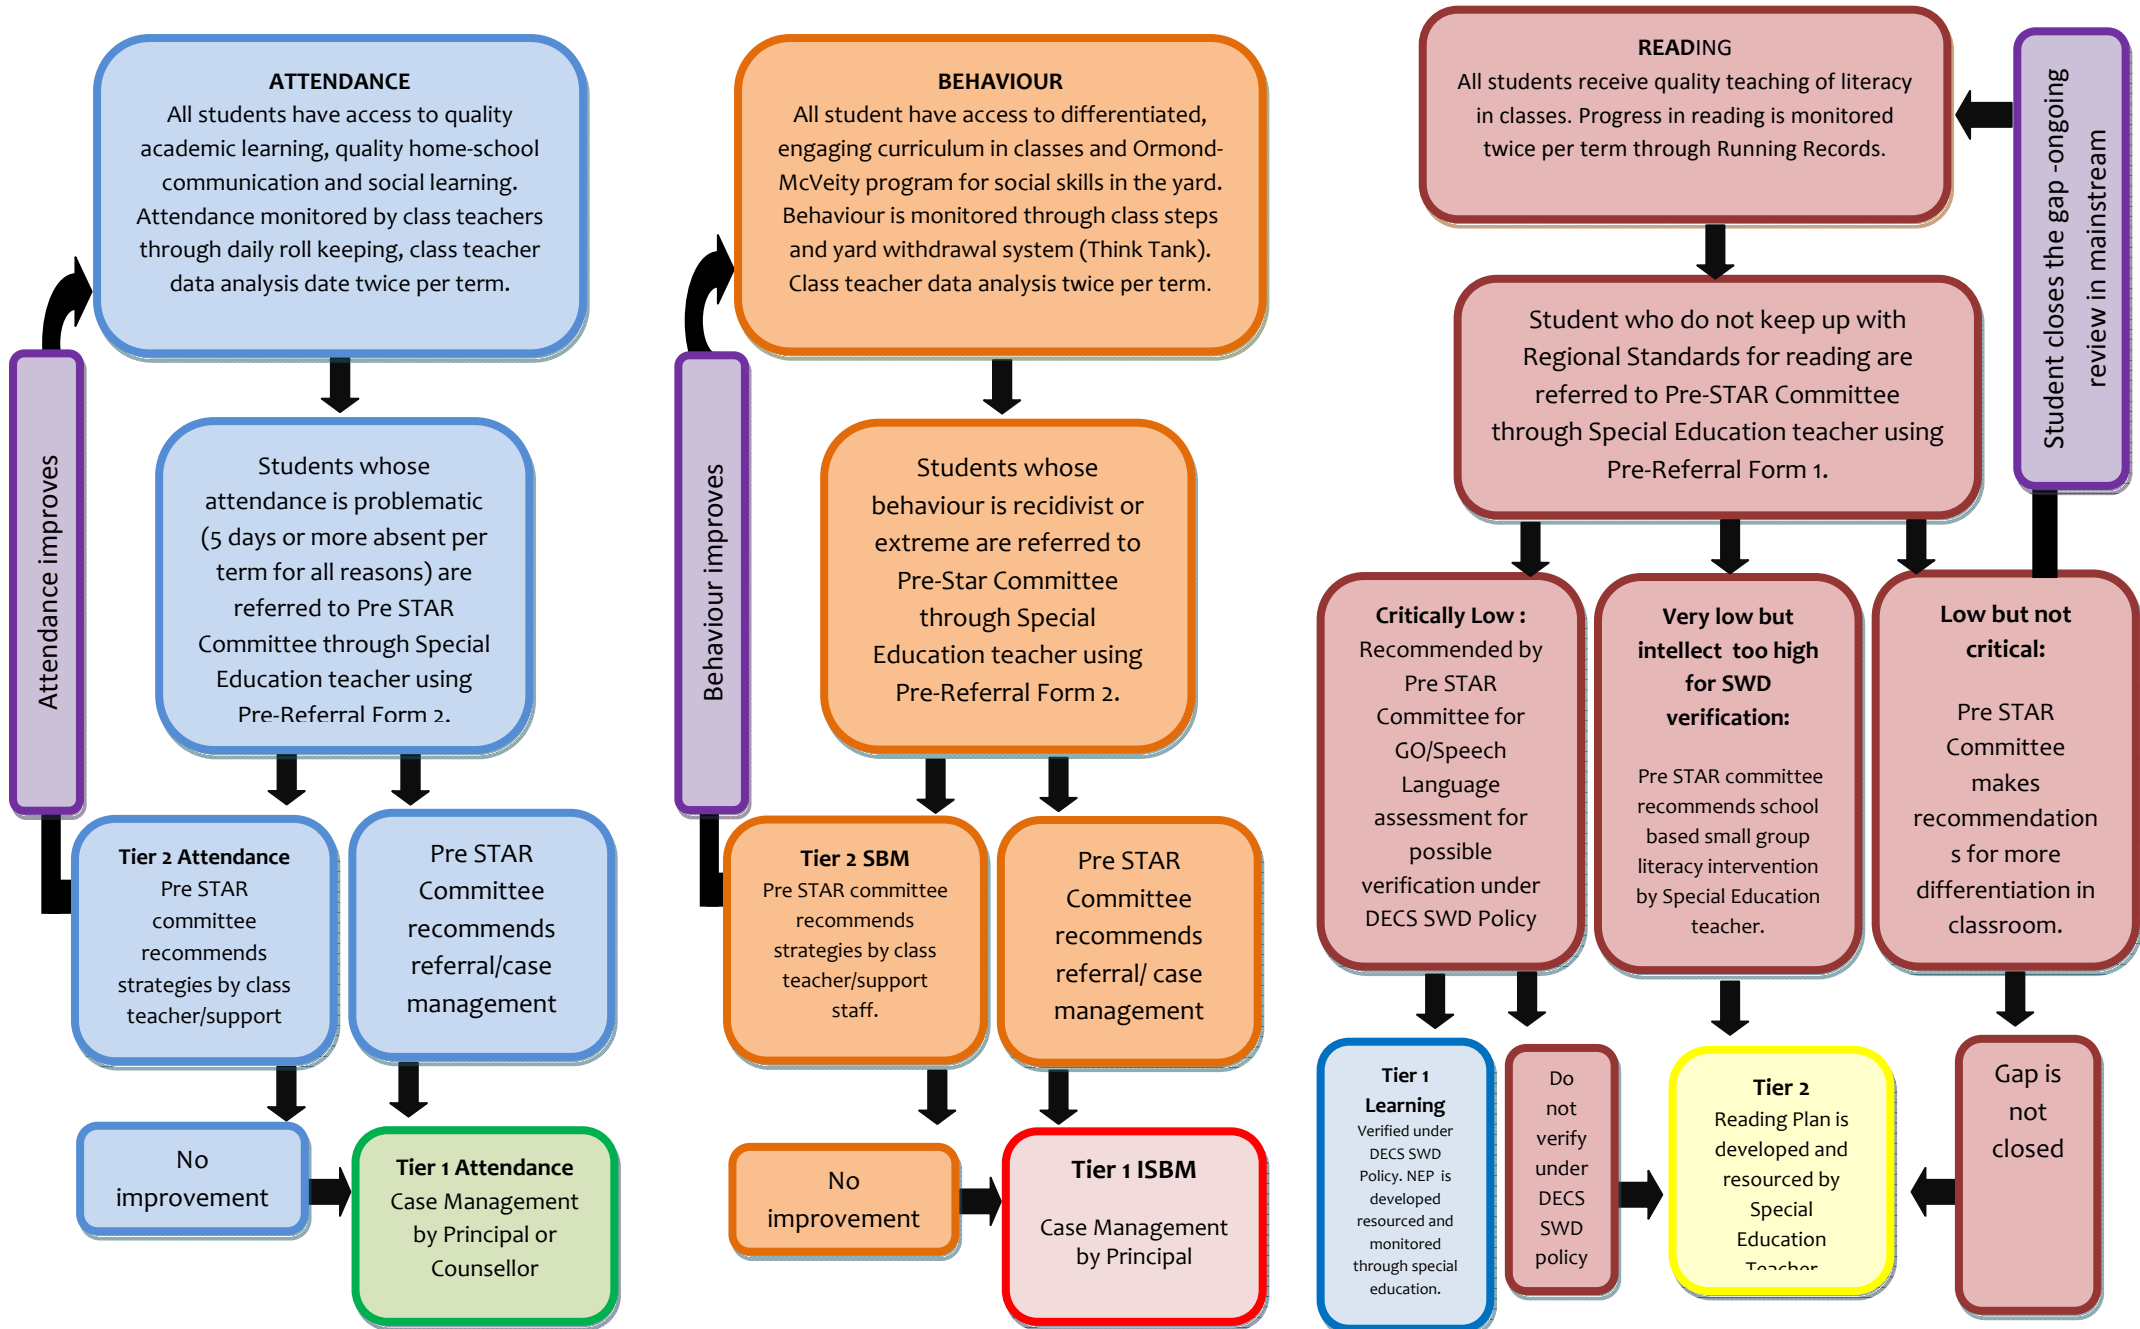 ATTENDANCE
All students have access to quality
academic learning, quality home-school
communication and social learning.
Attendance monitored by class teachers
through daily roll keeping, class teacher
data analysis date twice per term.
Attendance improves
Students whose
attendance is problematic
(5 days or more absent per
term for all reasons) are
referred to Pre STAR
Committee through Special
Education teacher using
Pre-Referral Form 2.
Tier 2 Attendance
Pre STAR
committee
recommends
strategies by class
teacher/support
Pre STAR
Committee
recommends
referral/case
management
No
improvement
Tier 1 Attendance
Case Management
by Principal or
Counsellor
BEHAVIOUR
All student have access to differentiated,
engaging curriculum in classes and Ormond-
McVeity program for social skills in the yard.
Behaviour is monitored through class steps
and yard withdrawal system (Think Tank).
Class teacher data analysis twice per term.
Behaviour improves
Students whose
behaviour is recidivist or
extreme are referred to
Pre-Star Committee
through Special
Education teacher using
Pre-Referral Form 2.
Tier 2 SBM
Pre STAR committee
recommends
strategies by class
teacher/support
staff.
Pre STAR
Committee
recommends
referral/ case
management
No
improvement
Tier 1 ISBM
Case Management
by Principal
READING
All students receive quality teaching of literacy
in classes. Progress in reading is monitored
twice per term through Running Records.
Student closes the gap -ongoing
review in mainstream
Student who do not keep up with
Regional Standards for reading are
referred to Pre-STAR Committee
through Special Education teacher using
Pre-Referral Form 1.
Critically Low :
Recommended by
Pre STAR
Committee for
GO/Speech
Language
assessment for
possible
verification under
DECS SWD Policy
Very low but
intellect too high
for SWD
verification:
Pre STAR committee
recommends school
based small group
literacy intervention
by Special Education
teacher.
Low but not
critical:
Pre STAR
Committee
makes
recommendation
s for more
differentiation in
classroom.
Tier 1
Learning
Verified under
DECS SWD
Policy. NEP is
developed
resourced and
monitored
through special
education.
Do
not
verify
under
DECS
SWD
policy
Tier 2
Reading Plan is
developed and
resourced by
Special
Education
Teacher
Gap is
not
closed